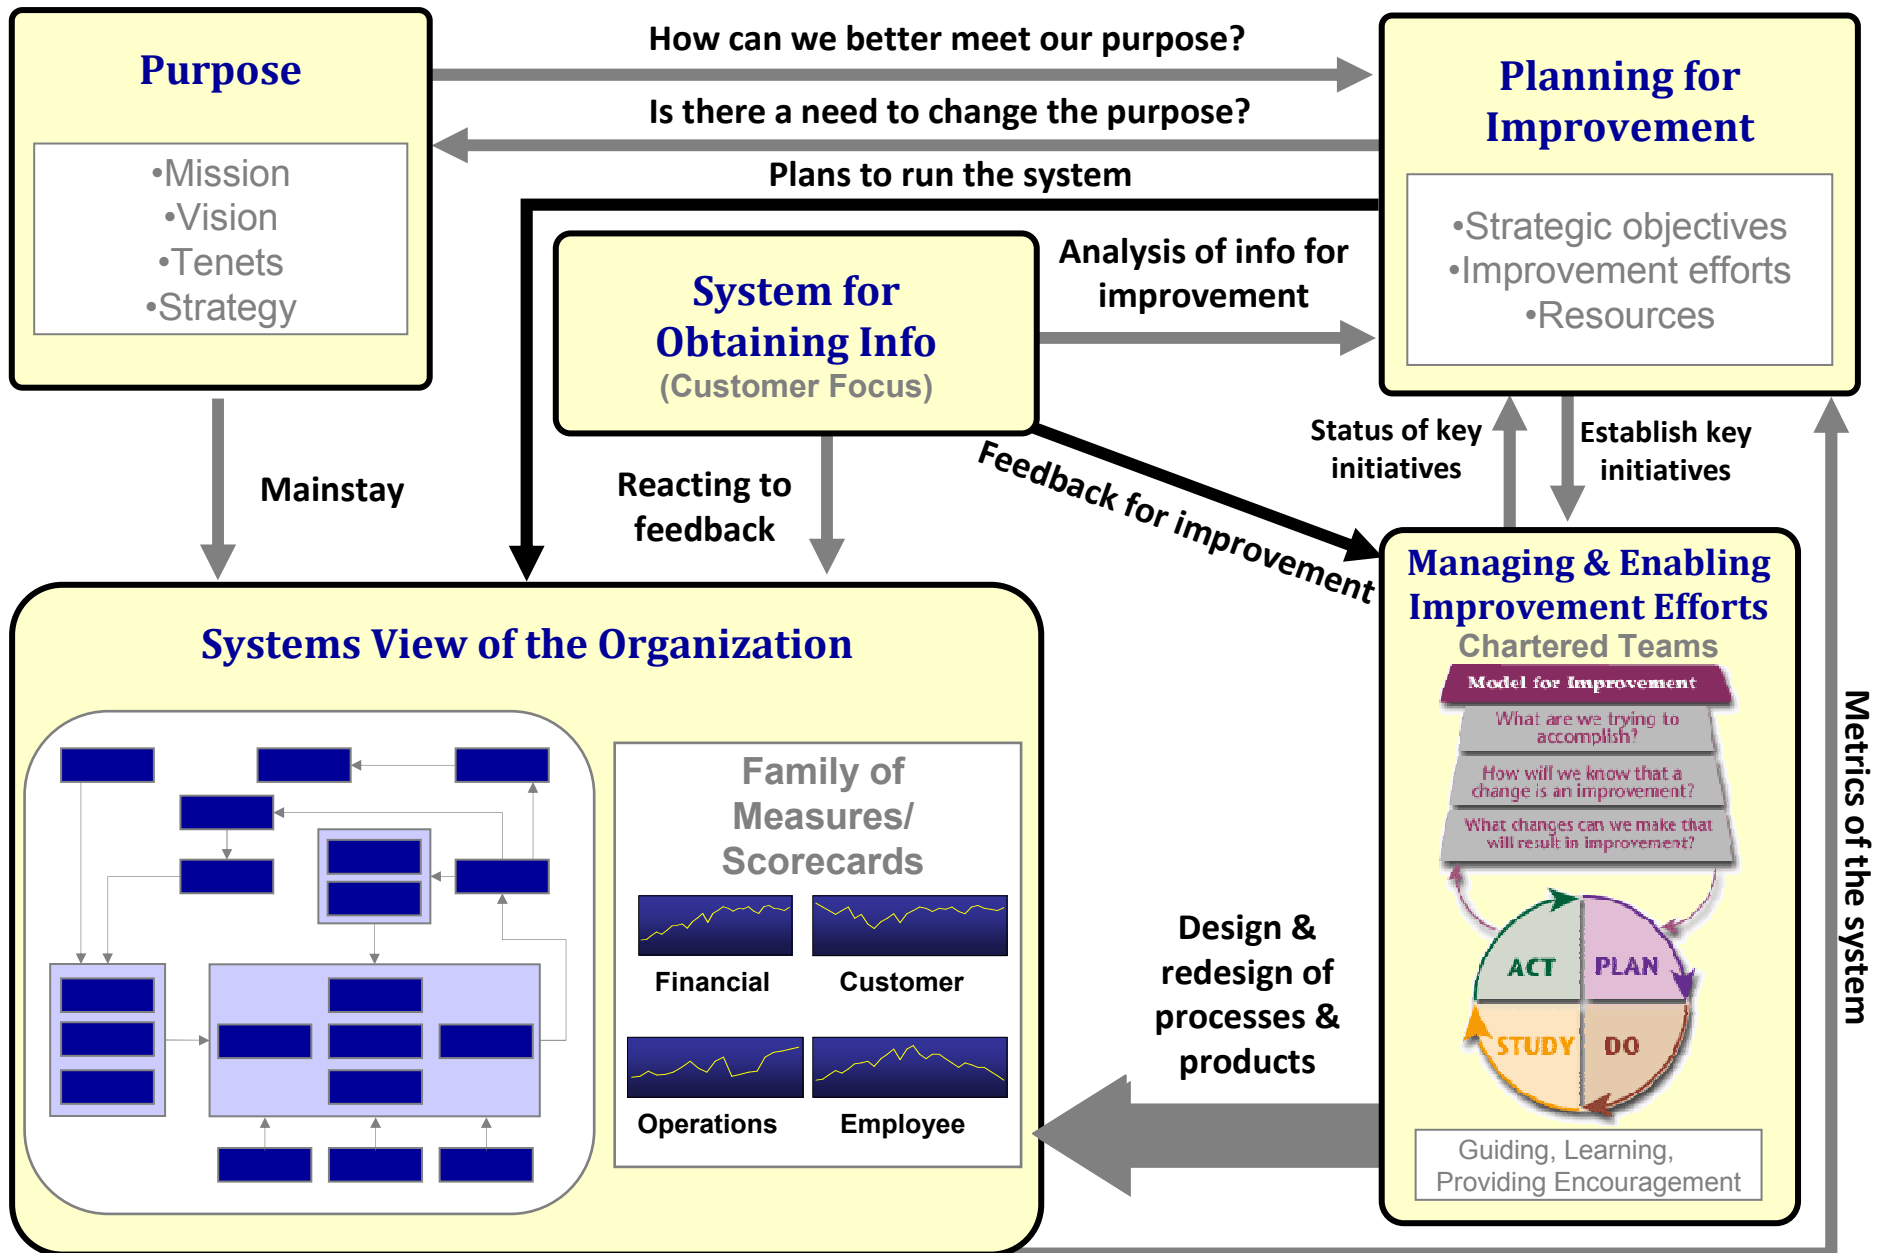 Purpose
•Mission
•Vision
•Tenets
•Strategy
How can we better meet our purpose?
Is there a need to change the purpose?
Plans to run the system
Planning for
Improvement
•Strategic objectives
•Improvement efforts
•Resources
System for
Obtaining Info
(Customer Focus)
Analysis of info for
improvement
Mainstay
Reacting to
feedback
Feedback for improvement
Status of key
initiatives
Establish key
initiatives
Systems View of the Organization
Family of
Measures/
Scorecards
Financial
Customer
Operations
Employee
Design &
redesign of
processes &
products
Managing & Enabling
Improvement Efforts
Chartered Teams
Model for Improvement
What are we trying to
accomplish?
How will we know that a
change is an improvement?
What changes can we make that
will result in improvement?
ACT
PLAN
STUDY
DO
Guiding, Learning,
Providing Encouragement
Metrics of the system